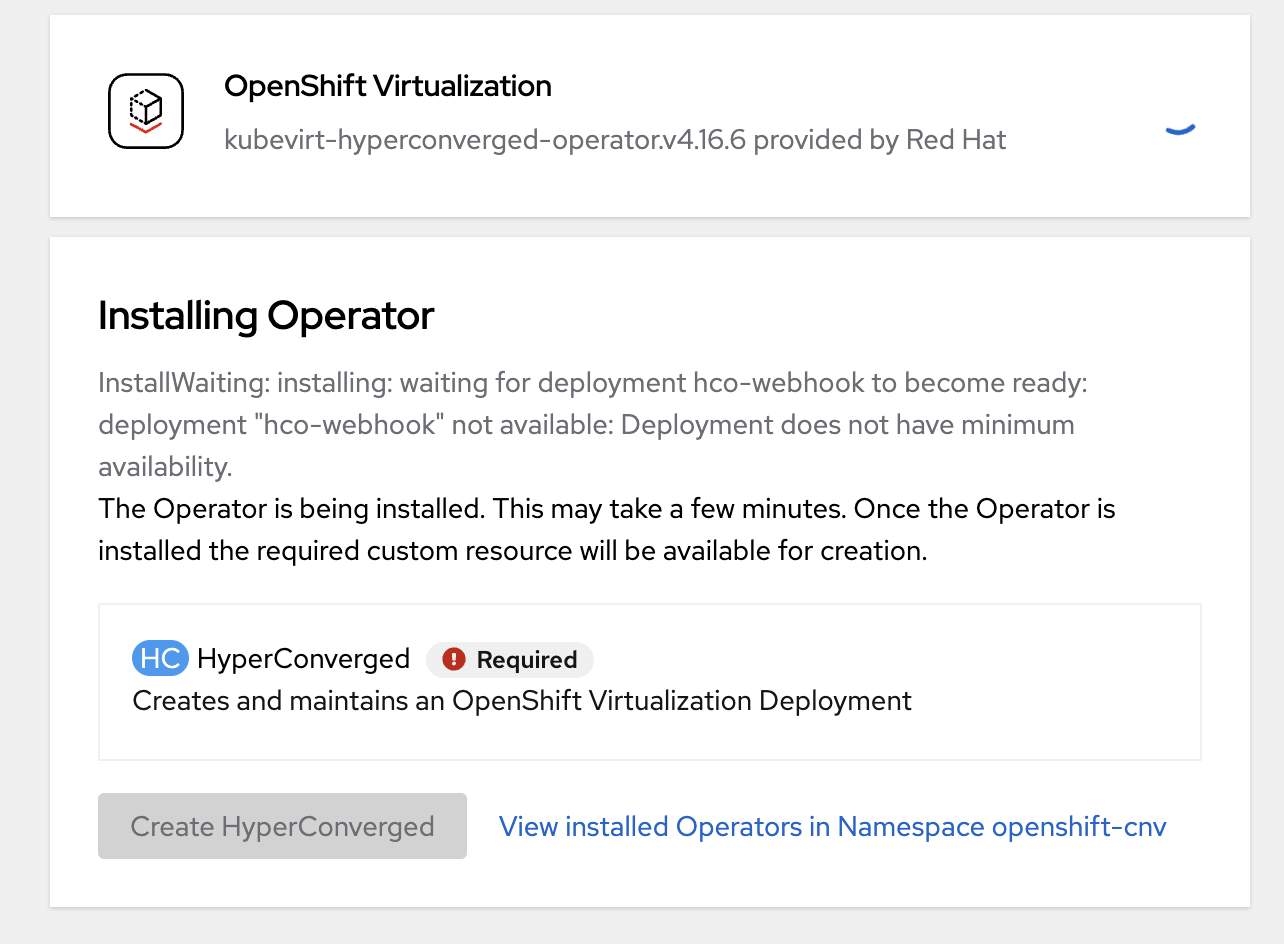 OpenShift Virtualization
kubevirt-hyperconverged-operator.v4.16.6 provided by Red Hat
Installing Operator
InstallWaiting: installing: waiting for deployment hco-webhook to become ready:
deployment "hco-webhook" not available: Deployment does not have minimum
availability.
The Operator is being installed. This may take a few minutes. Once the Operator is
installed the required custom resource will be available for creation.
HC HyperConverged Required
Creates and maintains an OpenShift Virtualization Deployment
Create HyperConverged View installed Operators in Namespace openshift-cnv